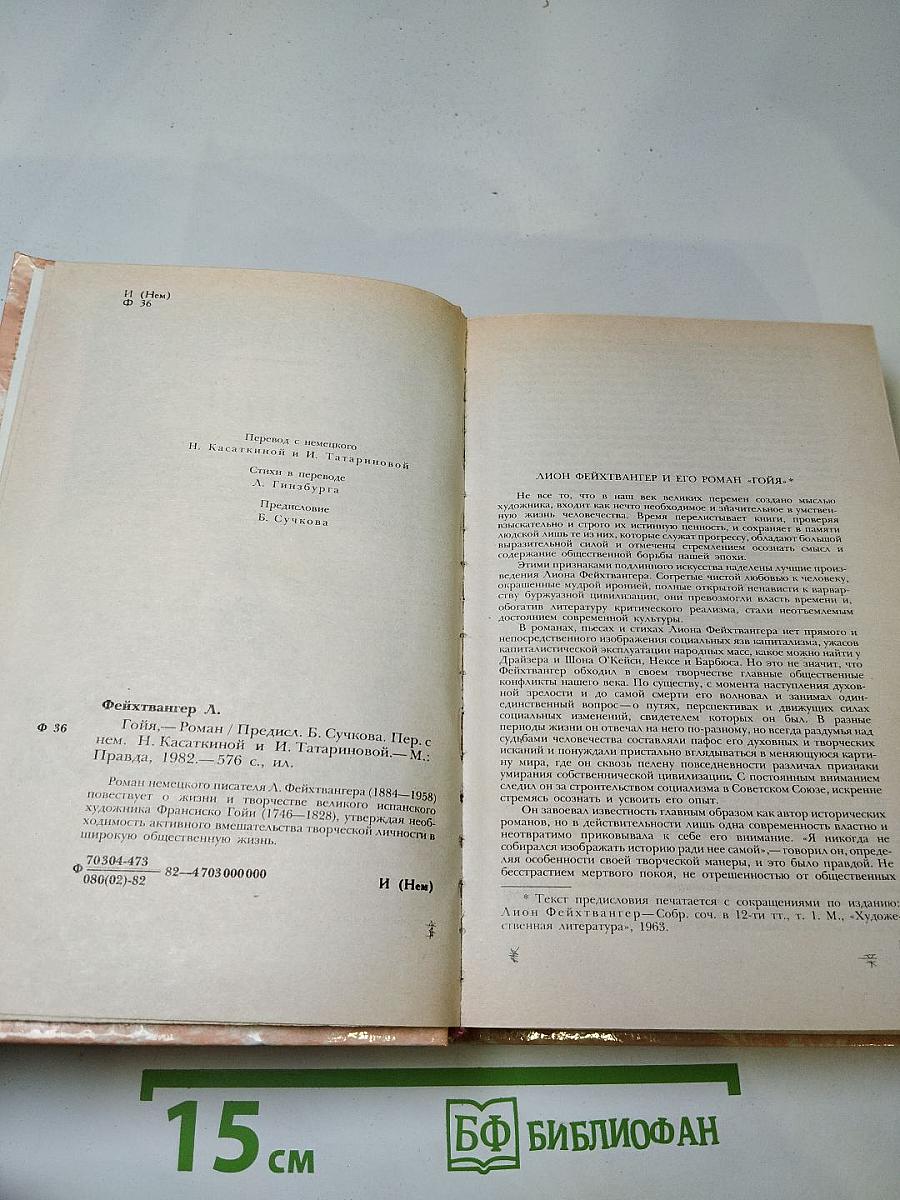 И (Нем)
Ф 36
Перевод с немецкого
Н. Касаткиной и И. Татариновой
Стихи в переводе
Л. Гинзбурга
Предисловие
Б. Сучкова
Фейхтвангер Л.
Ф 36
Гойя,— Роман / Предисл. Б. Сучкова. Пер. с
нем. Н. Касаткиной и И. Татариновой.— М.:
Правда, 1982.— 576 с., ил.
Роман немецкого писателя Л. Фейхтвангера (1884—1958)
повествует о жизни и творчестве великого испанского
художника Франсиско Гойи (1746—1828), утверждая необ-
ходимость активного вмешательства творческой личности в
широкую общественную жизнь.
Ф 70304-473 82—4703000000
080(02)-82
И (Нем)
ЛИОН ФЕЙХТВАНГЕР И ЕГО РОМАН «ГОЙЯ»*
Не все то, что в наш век великих перемен создано мыслью
художника, входит как нечто необходимое и значительное в умствен-
ную жизнь человечества. Время перелистывает книги, проверяя
взыскательно и строго их истинную ценность, и сохраняет в памяти
людской лишь те из них, которые служат прогрессу, обладают большой
выразительной силой и отмечены стремлением осознать смысл и
содержание общественной борьбы нашей эпохи.
Этими признаками подлинного искусства наделены лучшие произ-
ведения Лиона Фейхтвангера. Согретые чистой любовью к человеку,
окрашенные мудрой иронией, полные открытой ненависти к варвар-
ству буржуазной цивилизации, они превозмогли власть времени и,
обогатив литературу критического реализма, стали неотъемлемым
достоянием современной культуры.
В романах, пьесах и стихах Лиона Фейхтвангера нет прямого и
непосредственного изображения социальных язв капитализма, ужасов
капиталистической эксплуатации народных масс, какое можно найти у
Драйзера и Шона О'Кейси, Нексе и Барбюса. Но это не значит, что
Фейхтвангер обходил в своем творчестве главные общественные
конфликты нашего века. По существу, с момента наступления духов-
ной зрелости и до самой смерти его волновал и занимал один-
единственный вопрос — о путях, перспективах и движущих силах
социальных изменений, свидетелем которых он был. В разные
периоды жизни он отвечал на него по-разному, но всегда раздумья над
судьбами человечества составляли пафос его духовных и творческих
исканий и понуждали пристально вглядываться в меняющуюся карти-
ну мира, где он сквозь пелену повседневности различал признаки
умирания собственнической цивилизации. С постоянным вниманием
следил он за строительством социализма в Советском Союзе, искренне
стремясь осознать и усвоить его опыт.
Он завоевал известность главным образом как автор исторических
романов, но в действительности лишь одна современность властно и
неотвратимо приковывала к себе его внимание. «Я никогда не
собирался изображать историю ради нее самой»,— говорил он, опреде-
ляя особенности своей творческой манеры, и это было правдой. Не
бесстрастием мертвого покоя, не отрешенностью от общественных
* Текст предисловия печатается с сокращениями по изданию:
Лион Фейхтвангер — Собр. соч. в 12-ти тт., т. 1. М., «Художе-
ственная литература», 1963.
15 см
БФ БИБЛИОФАН